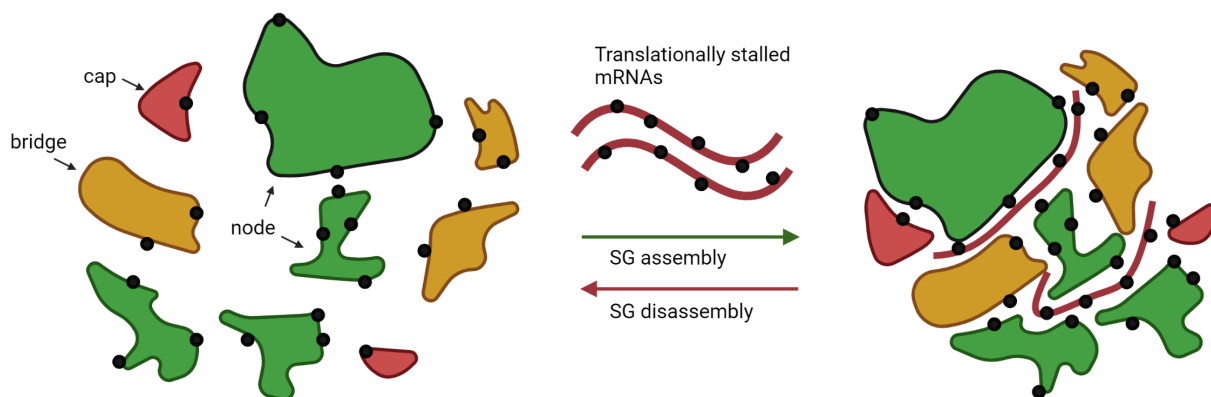 cap
bridge
node
Translationally stalled
mRNAs
SG assembly
SG disassembly